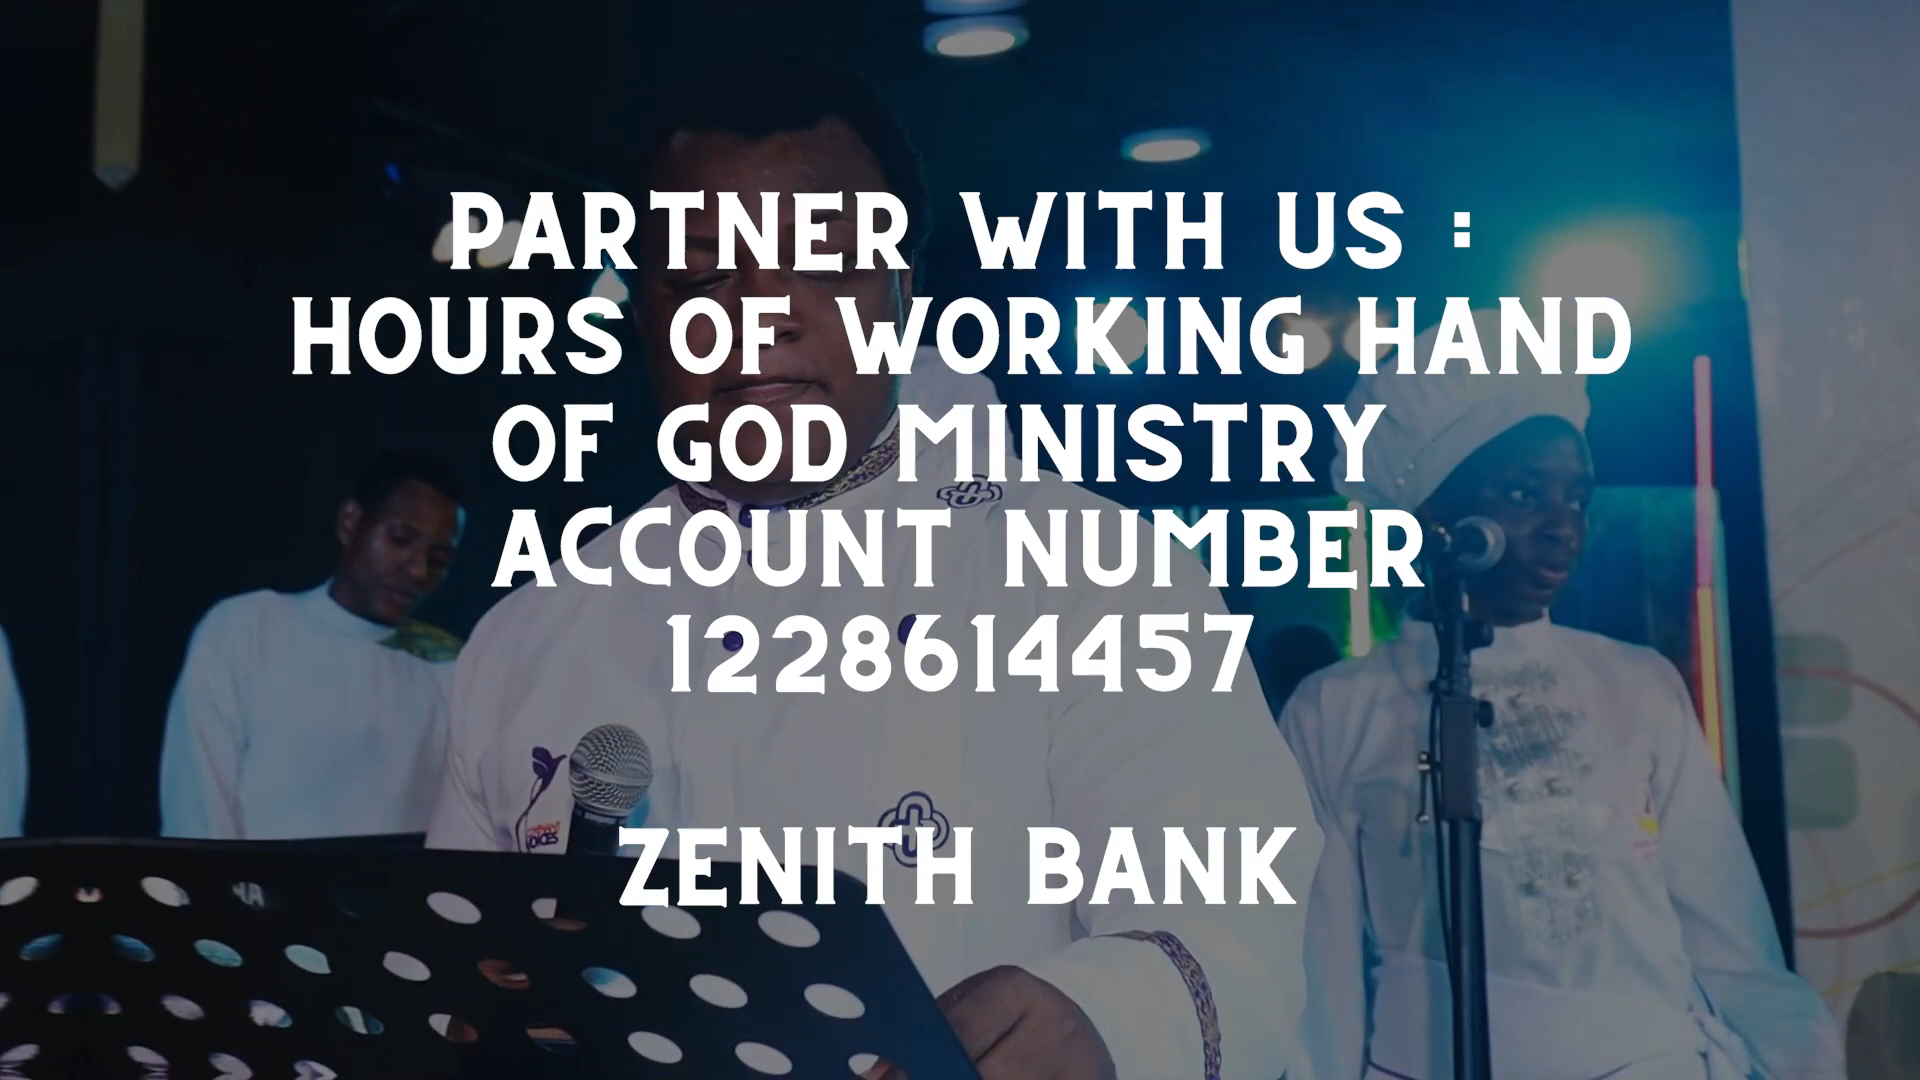 PARTNER WITH US :
HOURS OF WORKING HAND
OF GOD MINISTRY
ACCOUNT NUMBER
1228614457
ZENITH BANK